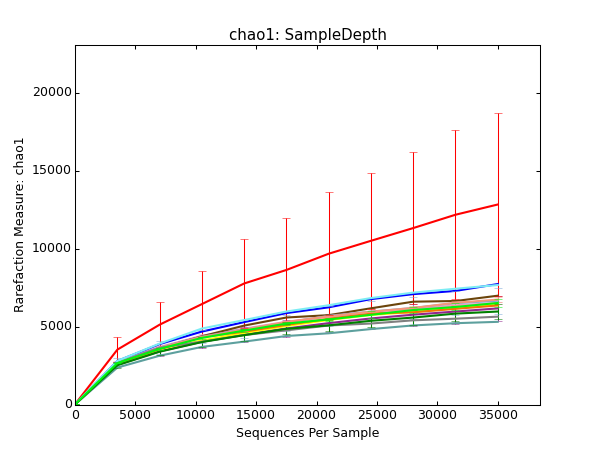 chao1: SampleDepth
Rarefaction Measure: chao1
20000
15000
10000
5000
0
0 5000 10000 15000 20000 25000 30000 35000
Sequences Per Sample